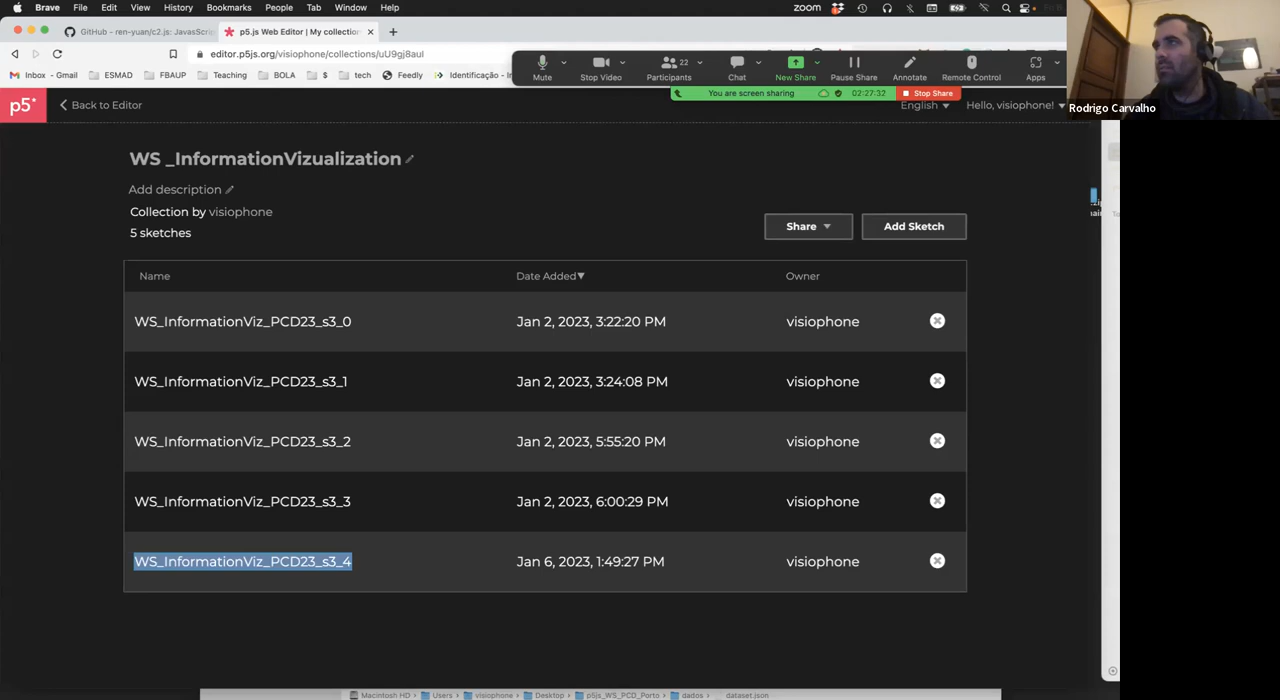 Brave File Edit View History Bookmarks People Tab Window Help zoom
GitHub - ren-yuan/c2.js: JavaScri
p5.js Web Editor | My collection
editor.p5js.org/visiophone/collections/uU9gj8auI
Inbox - Gmail ESMAD FBAUP Teaching BOLA $ tech Feedly Identificação -
Mute Stop Video Participants 22 Chat New Share Pause Share Annotate Remote Control Apps
You are screen sharing 02:27:32 Stop Share
Rodrigo Carvalho
p5* Back to Editor English Hello, visiophone!
WS _InformationVizualization
Add description
Collection by visiophone
5 sketches
Share Add Sketch
Name Date Added Owner
WS_InformationViz_PCD23_s3_0 Jan 2, 2023, 3:22:20 PM visiophone
WS_InformationViz_PCD23_s3_1 Jan 2, 2023, 3:24:08 PM visiophone
WS_InformationViz_PCD23_s3_2 Jan 2, 2023, 5:55:20 PM visiophone
WS_InformationViz_PCD23_s3_3 Jan 2, 2023, 6:00:29 PM visiophone
WS_InformationViz_PCD23_s3_4 Jan 6, 2023, 1:49:27 PM visiophone
Macintosh HD Users visiophone Desktop p5js_WS_PCD_Porto dados dataset.json